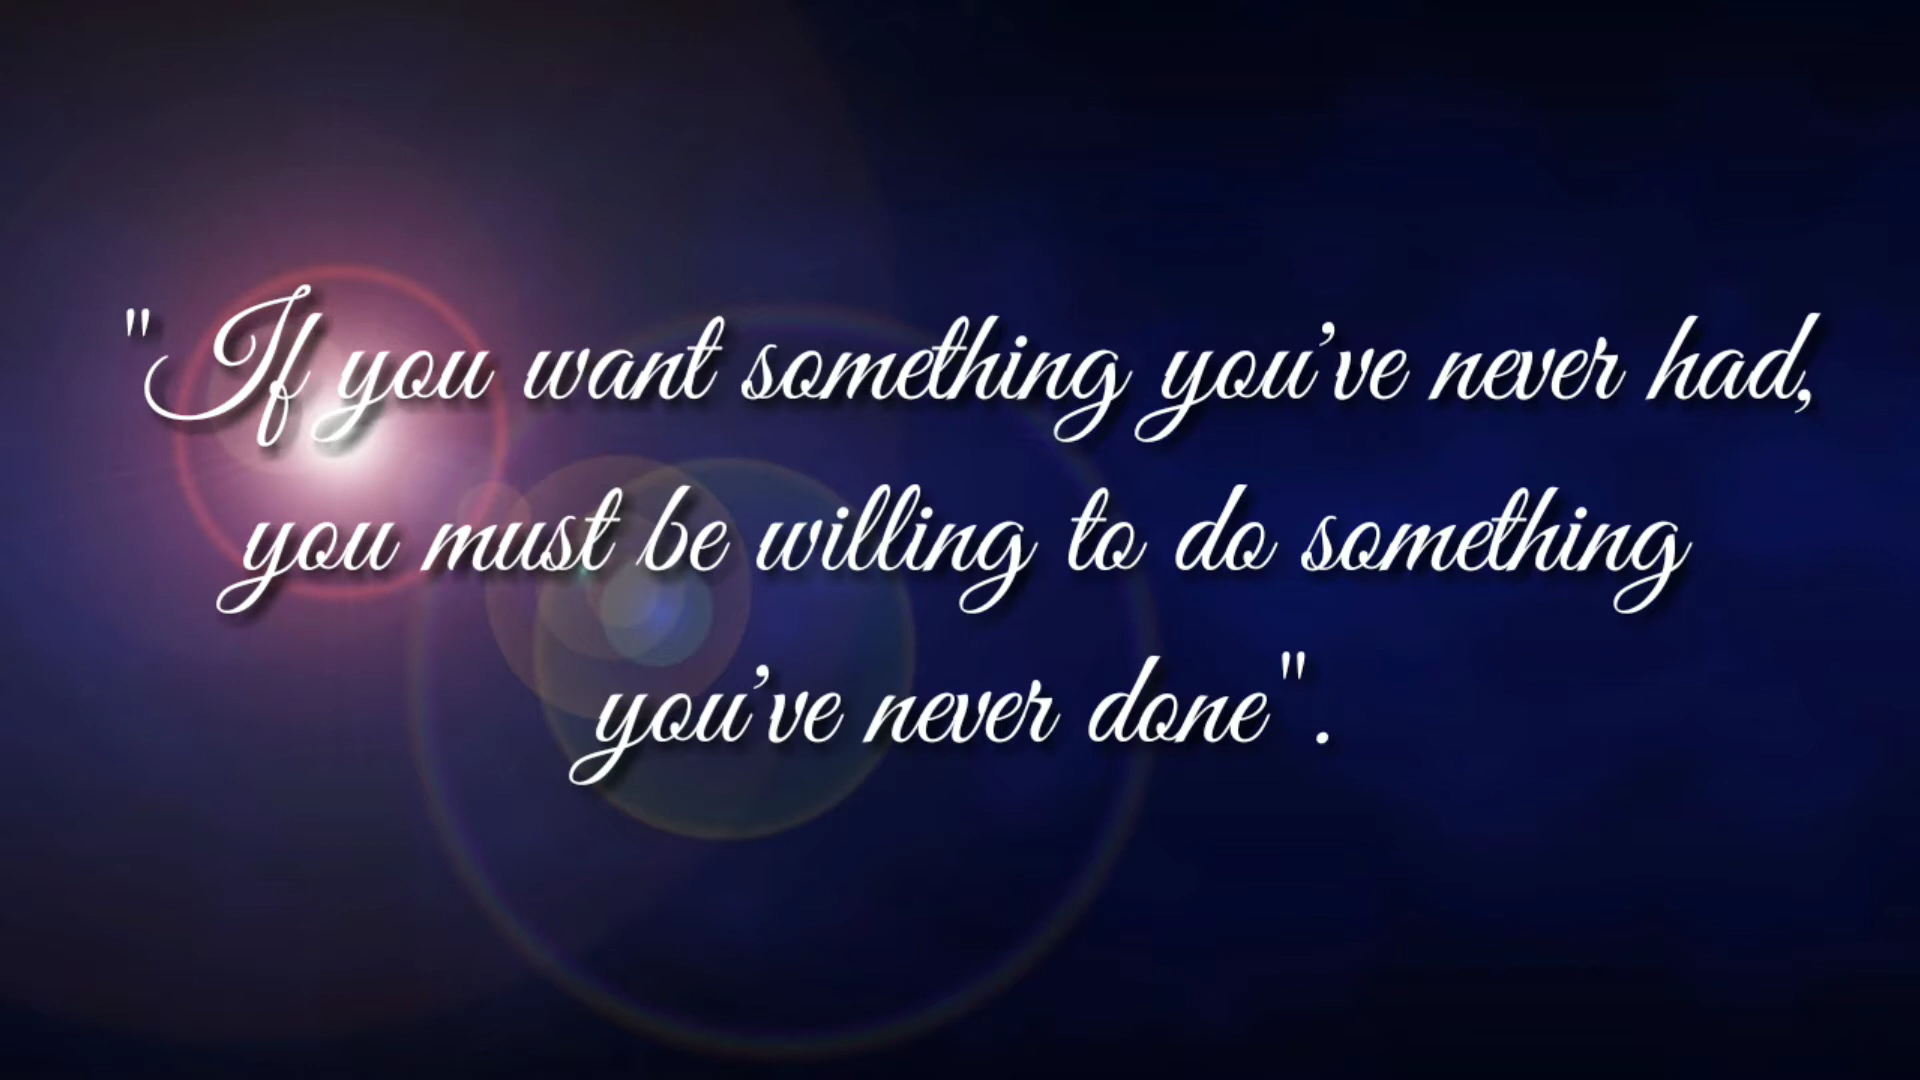 "If you want something you've never had,
you must be willing to do something
you've never done".